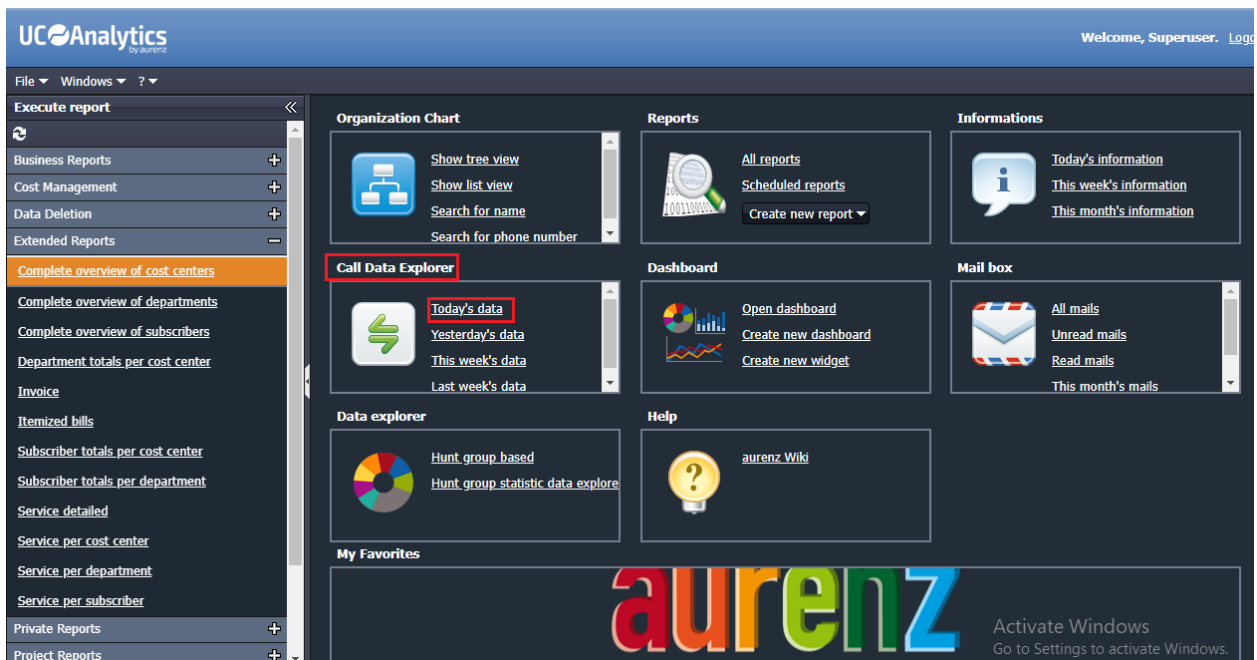 UC Analytics
by aurenz
Welcome, Superuser. Logo
File Windows ?
Execute report
Business Reports
Cost Management
Data Deletion
Extended Reports
Complete overview of cost centers
Complete overview of departments
Complete overview of subscribers
Department totals per cost center
Invoice
Itemized bills
Subscriber totals per cost center
Subscriber totals per department
Service detailed
Service per cost center
Service per department
Service per subscriber
Private Reports
Project Reports
Organization Chart
Show tree view
Show list view
Search for name
Search for phone number
Reports
All reports
Scheduled reports
Create new report
Informations
Today's information
This week's information
This month's information
Call Data Explorer
Today's data
Yesterday's data
This week's data
Last week's data
Dashboard
Open dashboard
Create new dashboard
Create new widget
Mail box
All mails
Unread mails
Read mails
This month's mails
Data explorer
Hunt group based
Hunt group statistic data explore
Help
?
aurenz Wiki
My Favorites
aurenz
Activate Windows
Go to Settings to activate Windows.